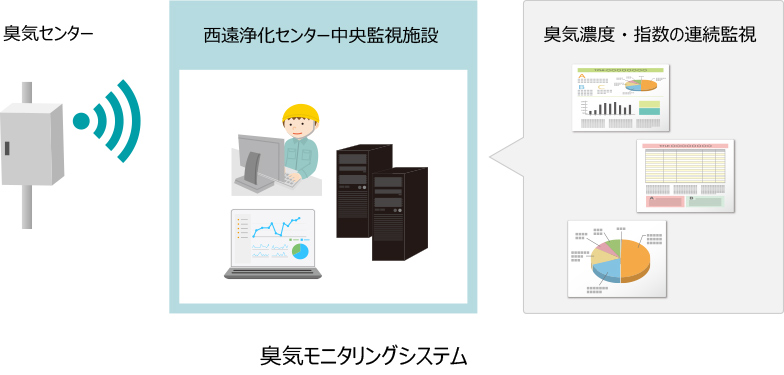 臭気センター
西遠浄化センター中央監視施設
臭気濃度・指数の連続監視
臭気モニタリングシステム